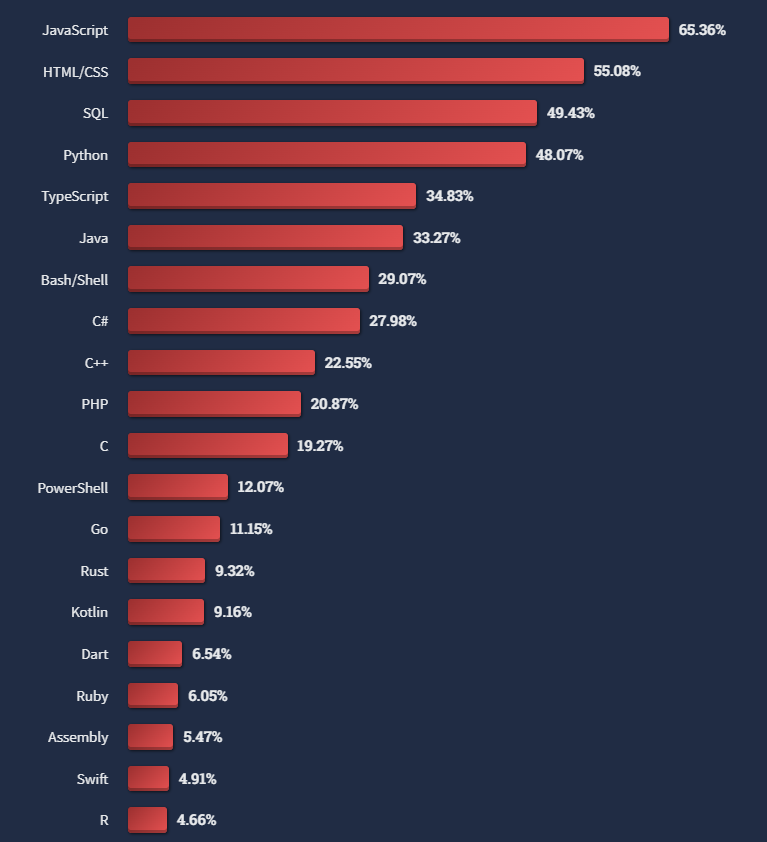 JavaScript 65.36%
HTML/CSS 55.08%
SQL 49.43%
Python 48.07%
TypeScript 34.83%
Java 33.27%
Bash/Shell 29.07%
C# 27.98%
C++ 22.55%
PHP 20.87%
C 19.27%
PowerShell 12.07%
Go 11.15%
Rust 9.32%
Kotlin 9.16%
Dart 6.54%
Ruby 6.05%
Assembly 5.47%
Swift 4.91%
R 4.66%